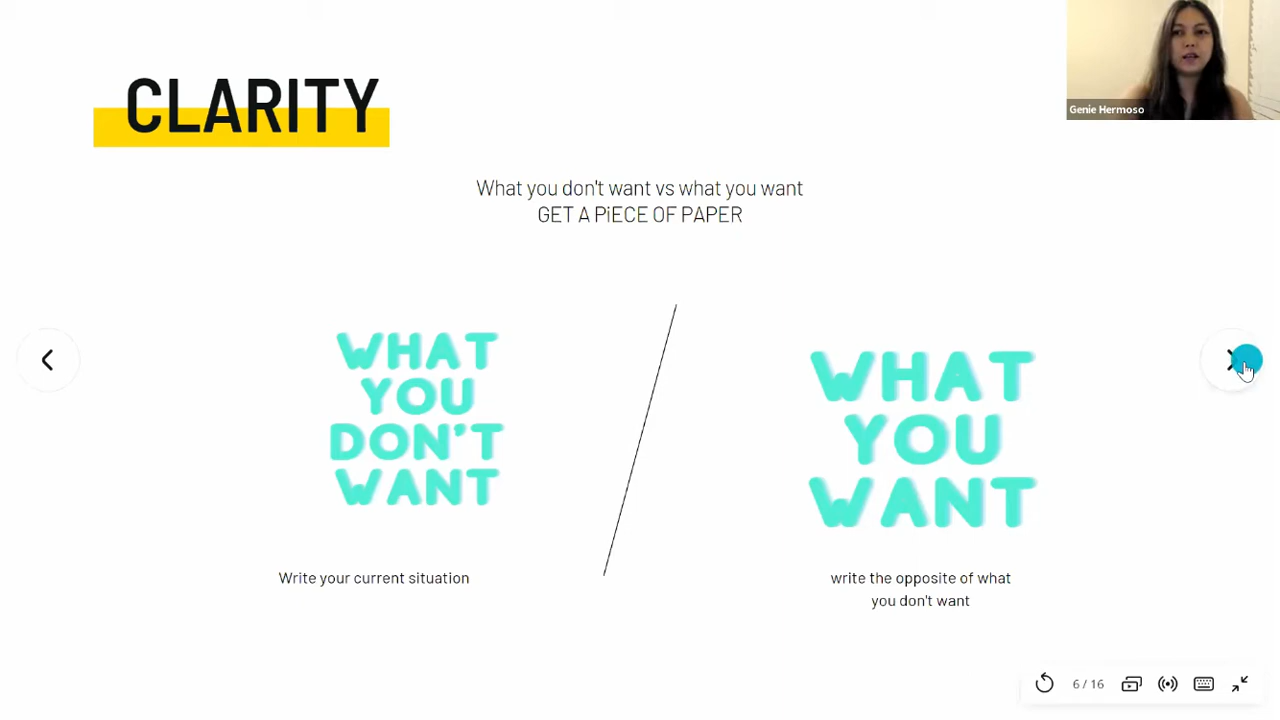 CLARITY
Genie Hermoso
What you don't want vs what you want
GET A PiECE OF PAPER
WHAT
YOU
DON'T
WANT
WHAT
YOU
WANT
Write your current situation
write the opposite of what
you don't want
6 / 16